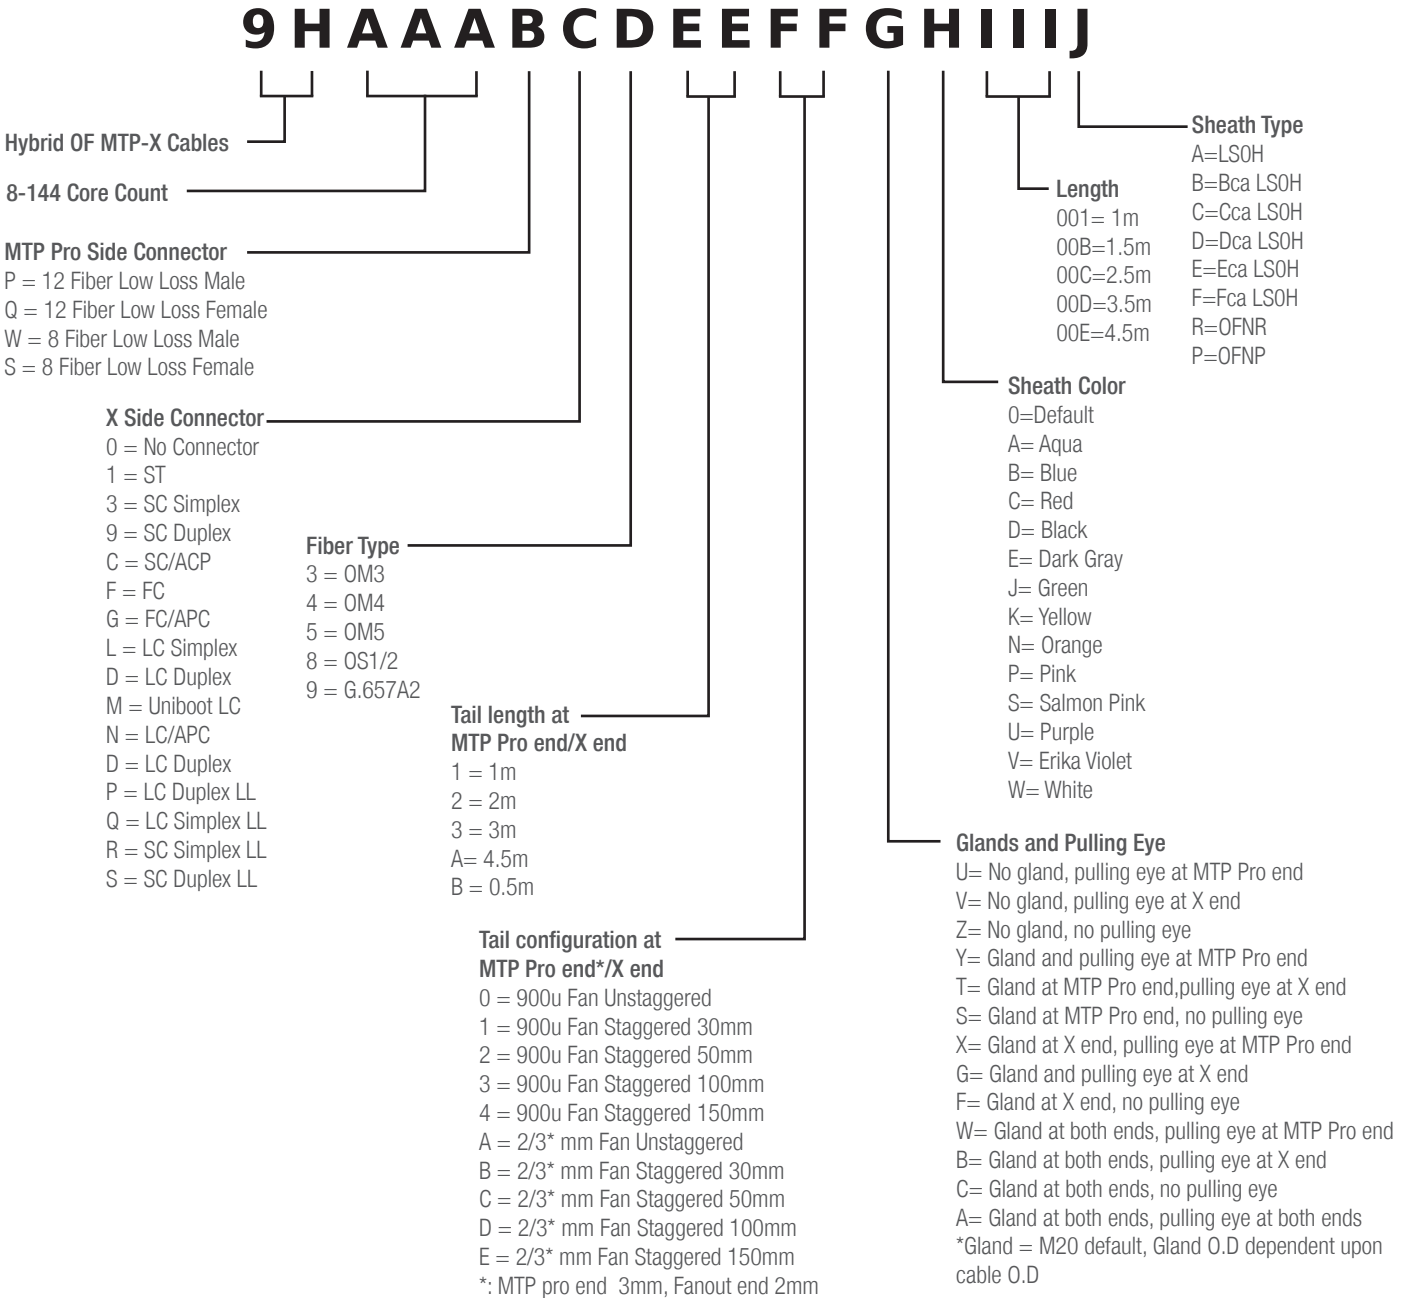 9 H A A A B C D E E F F G H I I I J
Hybrid OF MTP-X Cables
8-144 Core Count
MTP Pro Side Connector
P = 12 Fiber Low Loss Male
Q = 12 Fiber Low Loss Female
W = 8 Fiber Low Loss Male
S = 8 Fiber Low Loss Female
X Side Connector
0 = No Connector
1 = ST
3 = SC Simplex
9 = SC Duplex
C = SC/ACP
F = FC
G = FC/APC
L = LC Simplex
D = LC Duplex
M = Uniboot LC
N = LC/APC
D = LC Duplex
P = LC Duplex LL
Q = LC Simplex LL
R = SC Simplex LL
S = SC Duplex LL
Fiber Type
3 = OM3
4 = OM4
5 = OM5
8 = OS1/2
9 = G.657A2
Tail length at
MTP Pro end/X end
1 = 1m
2 = 2m
3 = 3m
A= 4.5m
B = 0.5m
Tail configuration at
MTP Pro end*/X end
0 = 900u Fan Unstaggered
1 = 900u Fan Staggered 30mm
2 = 900u Fan Staggered 50mm
3 = 900u Fan Staggered 100mm
4 = 900u Fan Staggered 150mm
A = 2/3* mm Fan Unstaggered
B = 2/3* mm Fan Staggered 30mm
C = 2/3* mm Fan Staggered 50mm
D = 2/3* mm Fan Staggered 100mm
E = 2/3* mm Fan Staggered 150mm
*: MTP pro end 3mm, Fanout end 2mm
Glands and Pulling Eye
U= No gland, pulling eye at MTP Pro end
V= No gland, pulling eye at X end
Z= No gland, no pulling eye
Y= Gland and pulling eye at MTP Pro end
T= Gland at MTP Pro end,pulling eye at X end
S= Gland at MTP Pro end, no pulling eye
X= Gland at X end, pulling eye at MTP Pro end
G= Gland and pulling eye at X end
F= Gland at X end, no pulling eye
W= Gland at both ends, pulling eye at MTP Pro end
B= Gland at both ends, pulling eye at X end
C= Gland at both ends, no pulling eye
A= Gland at both ends, pulling eye at both ends
*Gland = M20 default, Gland O.D dependent upon
cable O.D
Sheath Color
0=Default
A= Aqua
B= Blue
C= Red
D= Black
E= Dark Gray
J= Green
K= Yellow
N= Orange
P= Pink
S= Salmon Pink
U= Purple
V= Erika Violet
W= White
Length
001= 1m
00B=1.5m
00C=2.5m
00D=3.5m
00E=4.5m
Sheath Type
A=LS0H
B=Bca LS0H
C=Cca LS0H
D=Dca LS0H
E=Eca LS0H
F=Fca LS0H
R=OFNR
P=OFNP